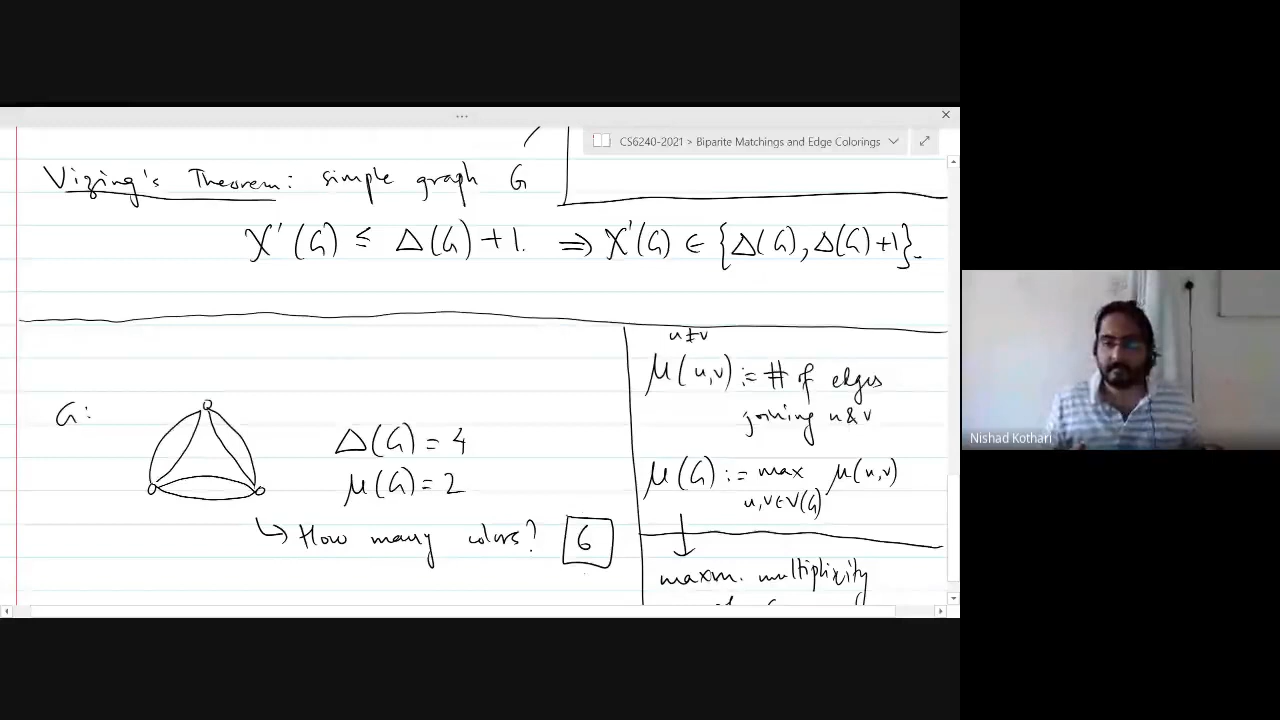 CS6240-2021 > Biparite Matchings and Edge Colorings
Vizing's Theorem: simple graph G
χ'(G) ≤ Δ(G)+1. ⇒ χ'(G) ∈ {Δ(G), Δ(G)+1}.
G:
Δ(G) = 4
μ(G) = 2
↳ How many colors? 6
u≠v
μ(u,v) := # of edges
joining u & v
μ(G) := max μ(u,v)
u,v∈V(G)
maxm. multiplicity
Nishad Kothari